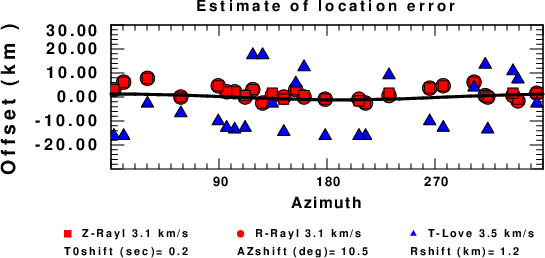 Estimate of location error
Offset (km)
30.00
20.00
10.00
0.00
-10.00
-20.00
90 180 270
Azimuth
Z-Rayl 3.1 km/s R-Rayl 3.1 km/s T-Love 3.5 km/s
T0shift (sec)= 0.2 AZshift (deg)= 10.5 Rshift (km)= 1.2